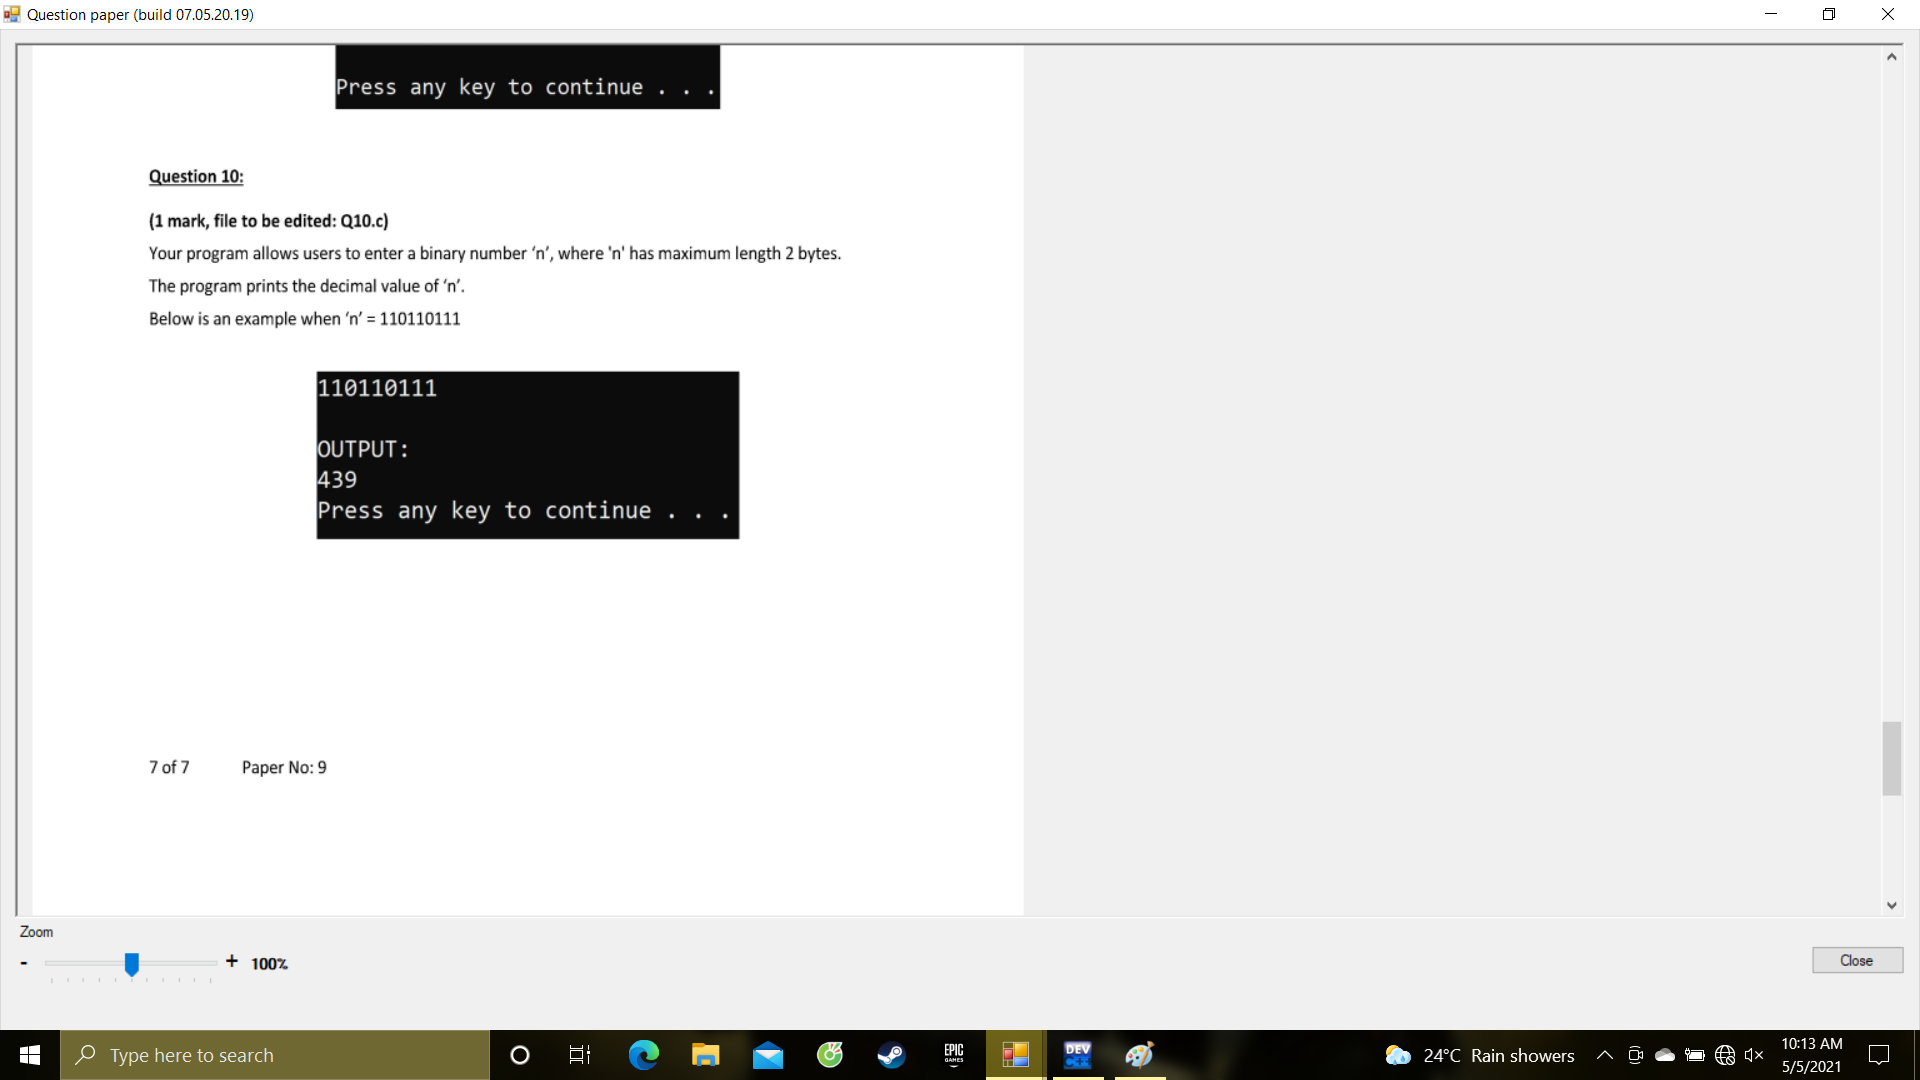 Question paper (build 07.05.20.19)
Press any key to continue . . .
Question 10:
(1 mark, file to be edited: Q10.c)
Your program allows users to enter a binary number ‘n’, where 'n' has maximum length 2 bytes.
The program prints the decimal value of ‘n’.
Below is an example when ‘n’ = 110110111
110110111
OUTPUT:
439
Press any key to continue . . .
7 of 7 Paper No: 9
Zoom
- + 100%
Close
Type here to search
EPIC
GAMES
DEV
C++
24°C Rain showers
10:13 AM
5/5/2021